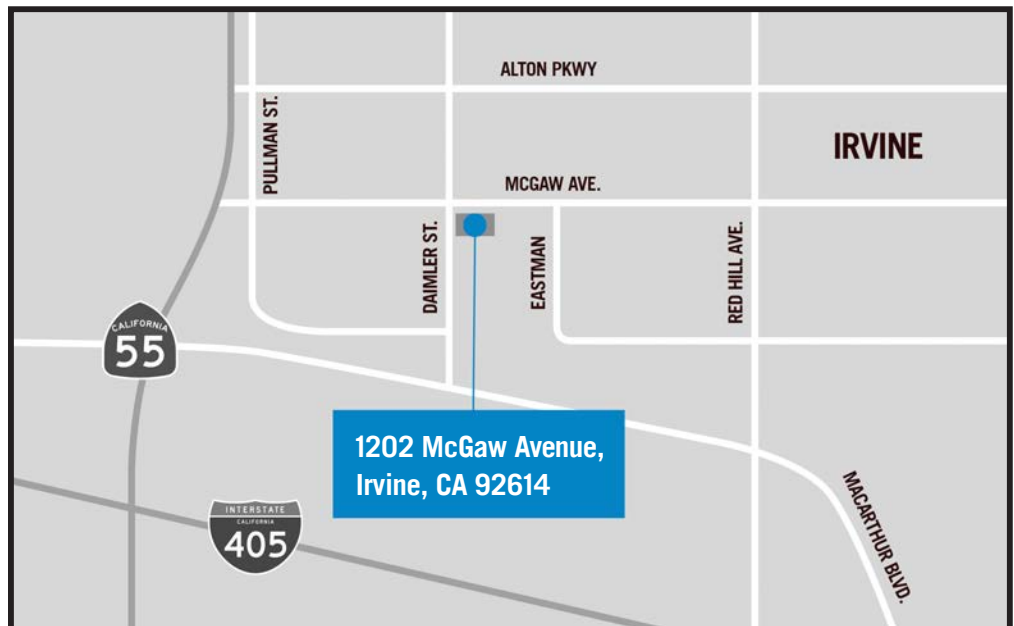 ALTON PKWY
PULLMAN ST.
IRVINE
MCGAW AVE.
DAIMLER ST.
EASTMAN
RED HILL AVE.
CALIFORNIA
55
1202 McGaw Avenue,
Irvine, CA 92614
MACARTHUR BLVD.
INTERSTATE
CALIFORNIA
405